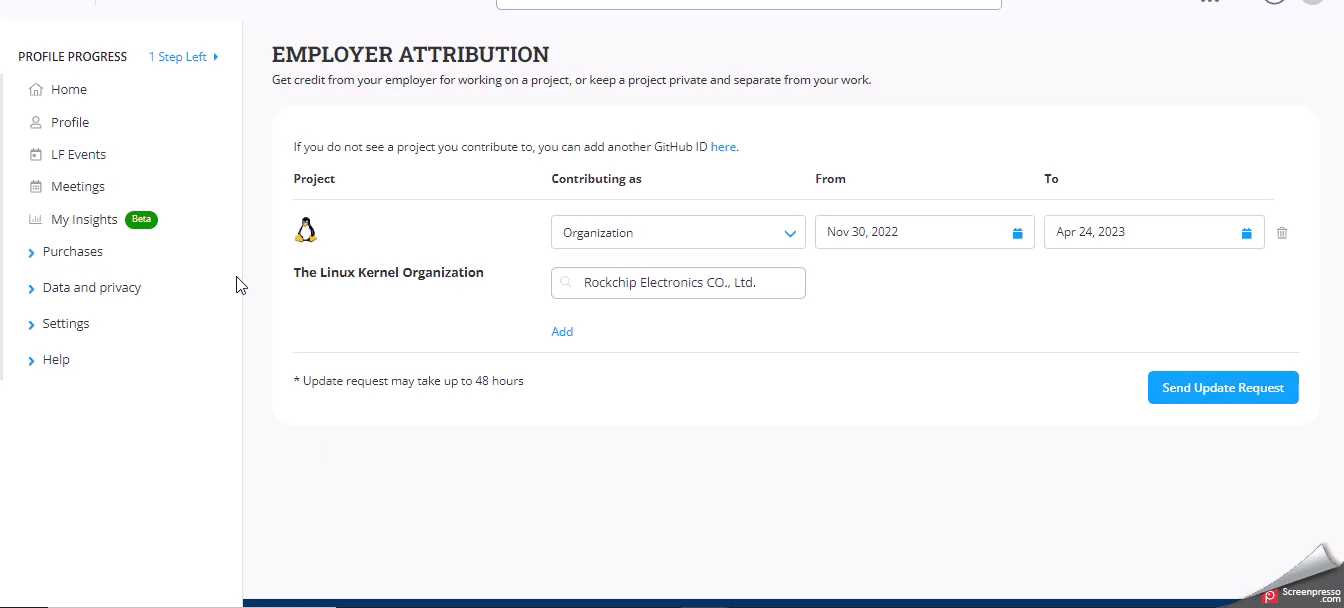 PROFILE PROGRESS 1 Step Left
Home
Profile
LF Events
Meetings
My Insights Beta
Purchases
Data and privacy
Settings
Help
EMPLOYER ATTRIBUTION
Get credit from your employer for working on a project, or keep a project private and separate from your work.
If you do not see a project you contribute to, you can add another GitHub ID here.
Project Contributing as From To
Organization Nov 30, 2022 Apr 24, 2023
The Linux Kernel Organization Rockchip Electronics CO., Ltd.
Add
* Update request may take up to 48 hours
Send Update Request
Screenpresso
.com